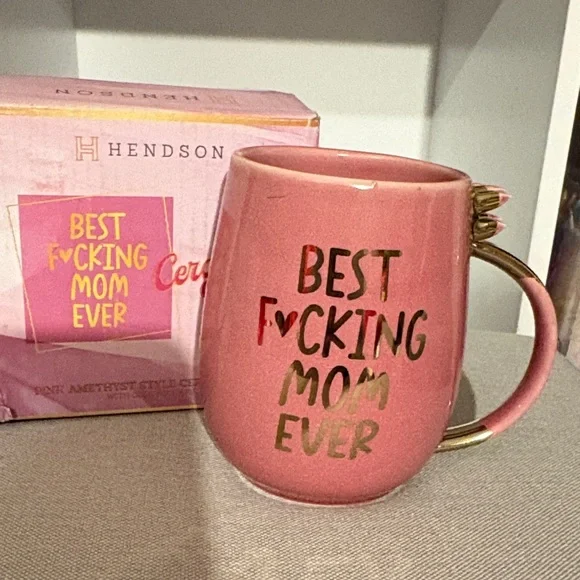 HENDSON
HENDSON
BEST
F♥CKING
MOM
EVER
PINK AMETHYST STYLE
BEST
F♥CKING
MOM
EVER